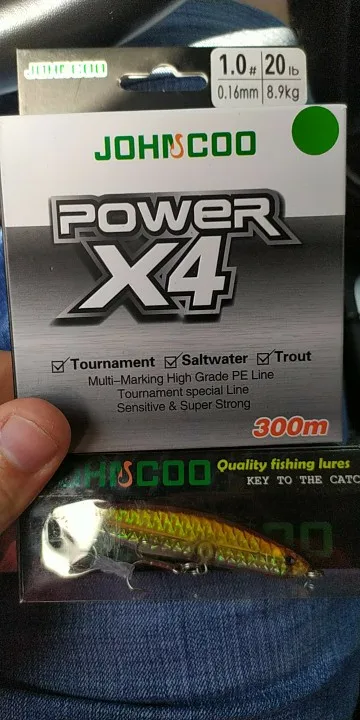 JOHNCOO
1.0# 20lb
0.16mm 8.9kg
JOHNCOO
POWER
X4
Tournament Saltwater Trout
Multi-Marking High Grade PE Line
Tournament special Line
Sensitive & Super Strong
300m
JOHNCOO Quality fishing lures
KEY TO THE CATC